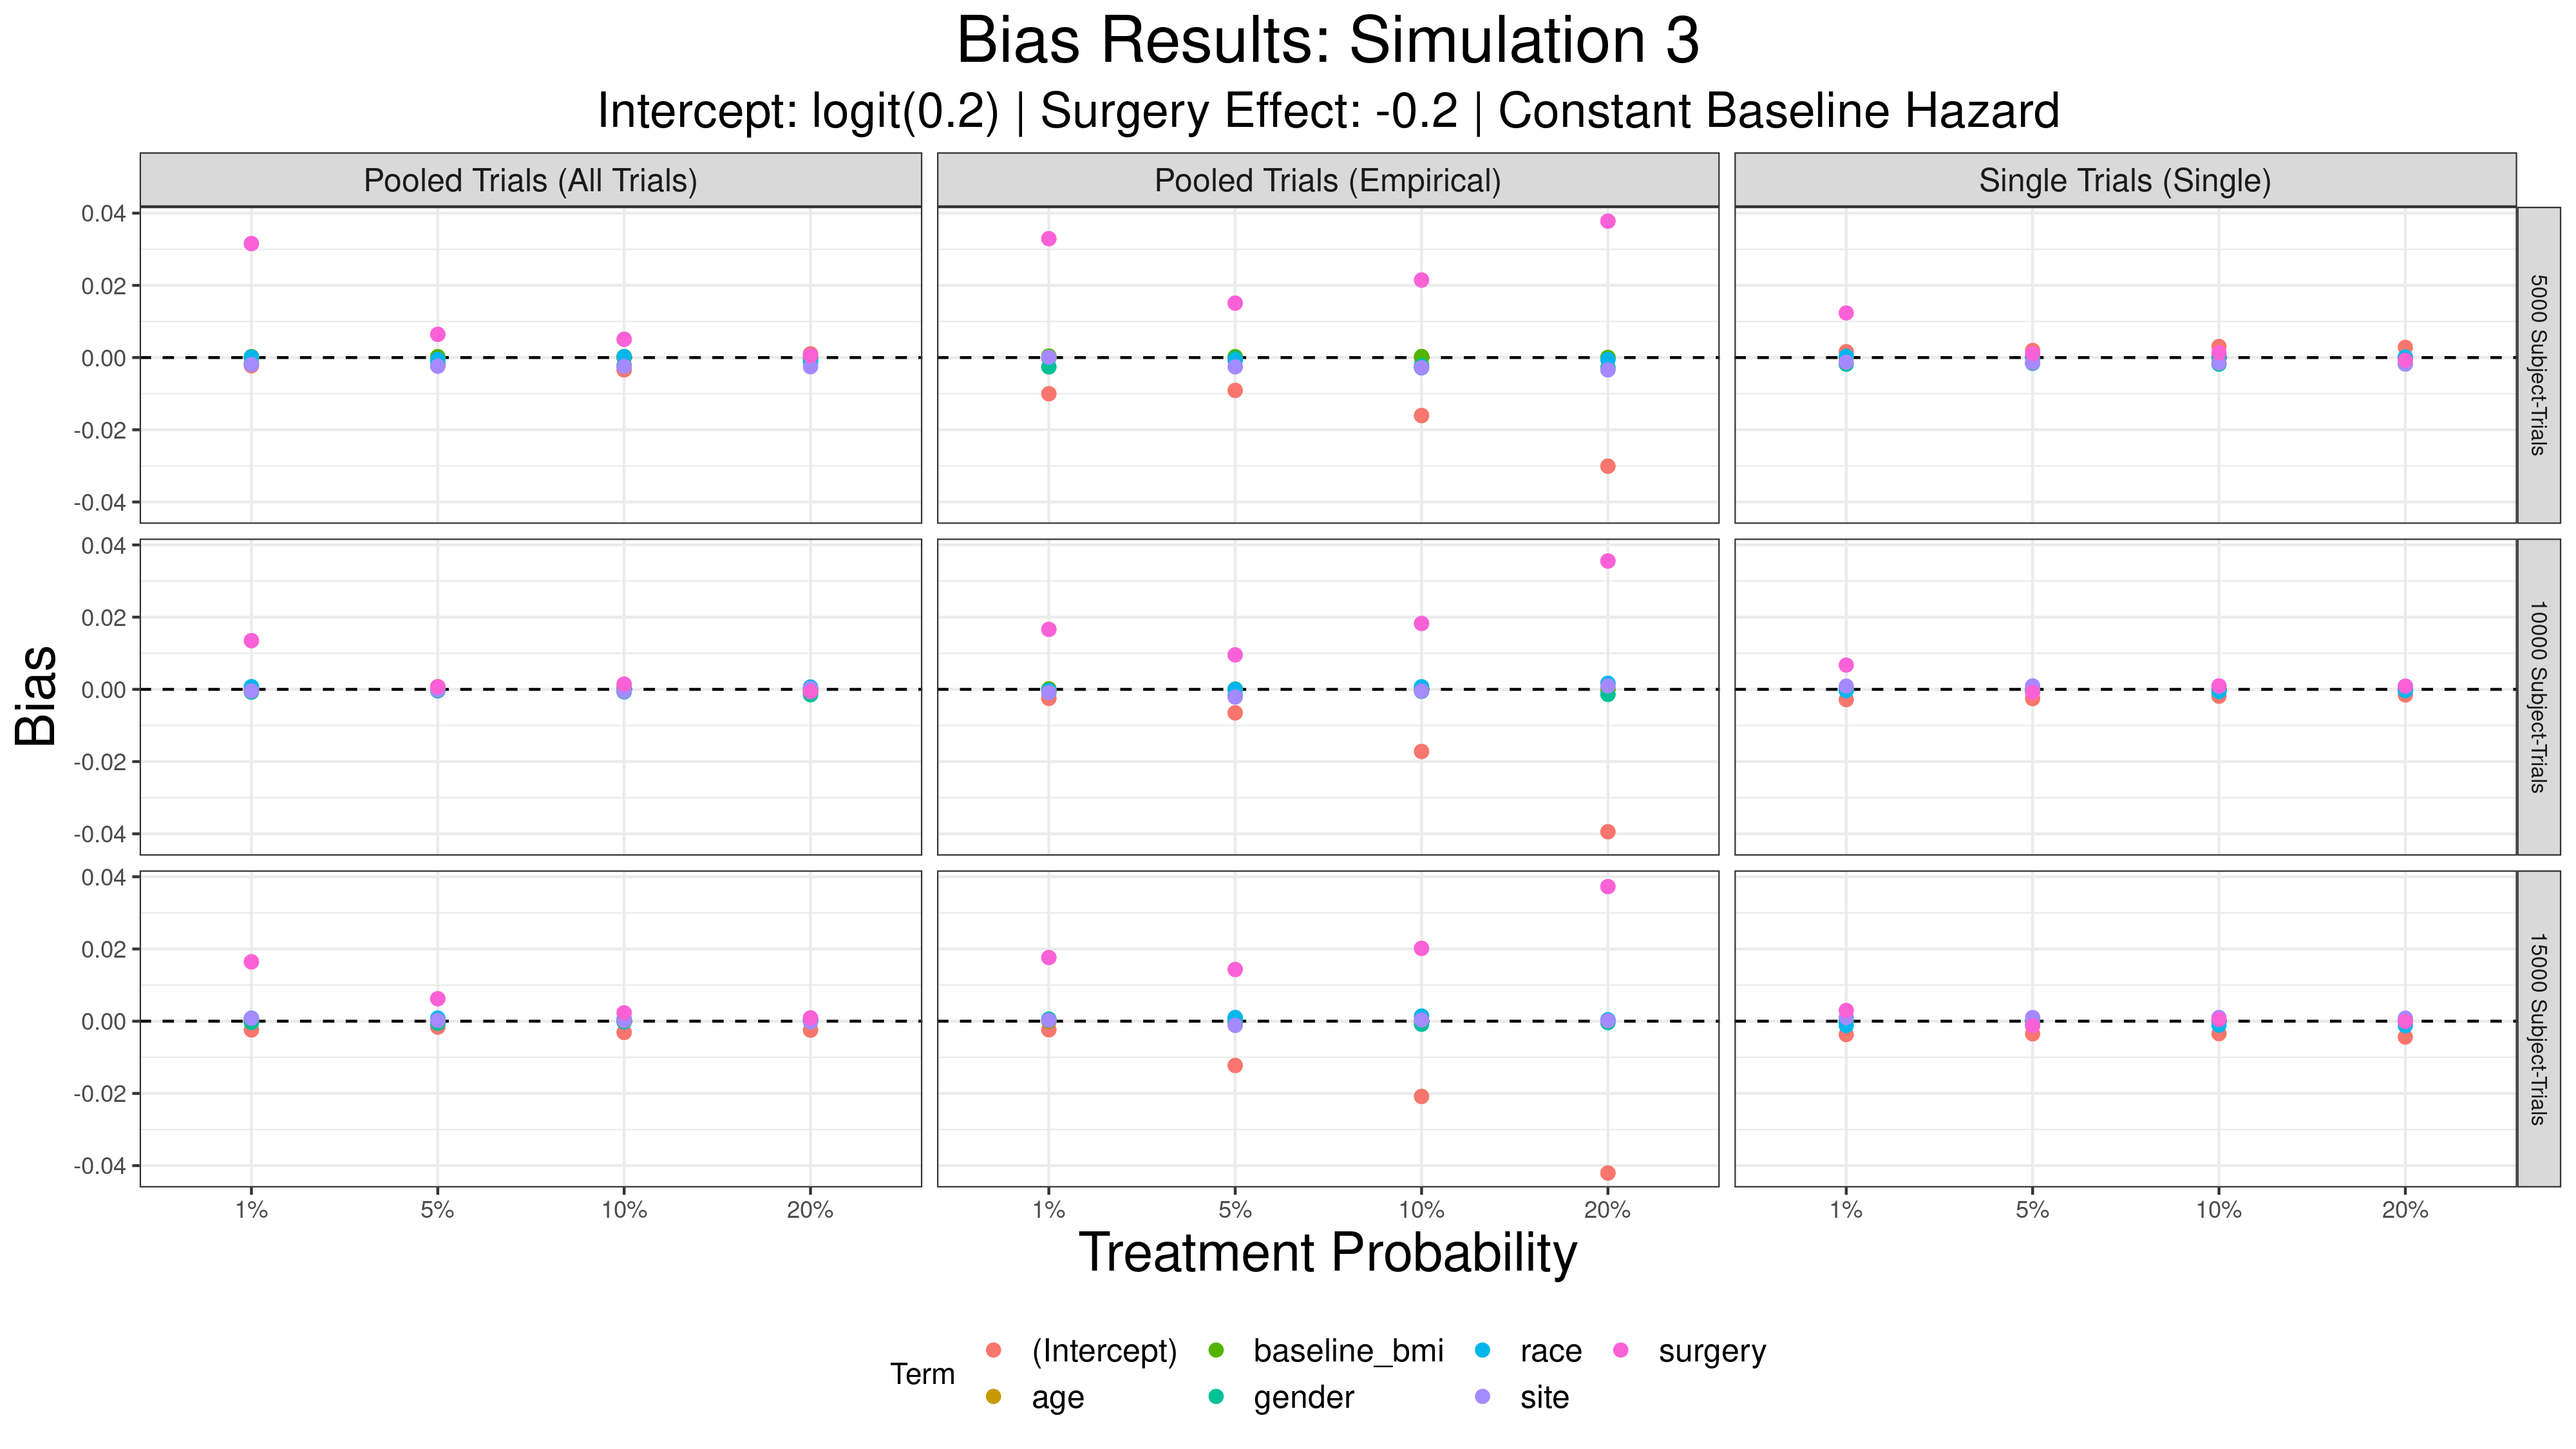 Bias Results: Simulation 3
Intercept: logit(0.2) | Surgery Effect: -0.2 | Constant Baseline Hazard
Pooled Trials (All Trials)
Pooled Trials (Empirical)
Single Trials (Single)
0.04
0.02
0.00
-0.02
-0.04
5000 Subject-Trials
0.04
0.02
0.00
-0.02
-0.04
10000 Subject-Trials
0.04
0.02
0.00
-0.02
-0.04
15000 Subject-Trials
Bias
1% 5% 10% 20%
1% 5% 10% 20%
1% 5% 10% 20%
Treatment Probability
Term
(Intercept) baseline_bmi race surgery
age gender site